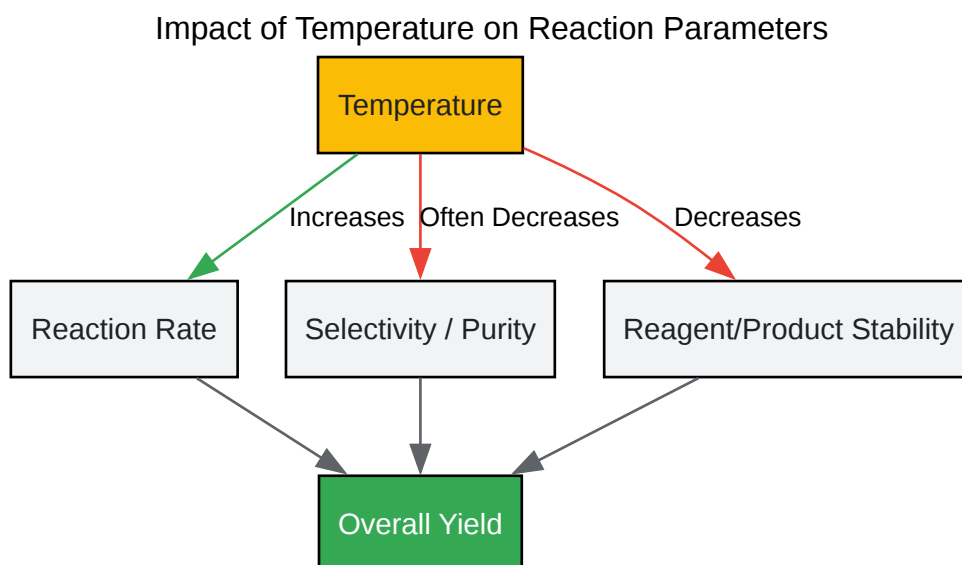 Impact of Temperature on Reaction Parameters
Temperature
Increases
Often Decreases
Decreases
Reaction Rate
Selectivity / Purity
Reagent/Product Stability
Overall Yield